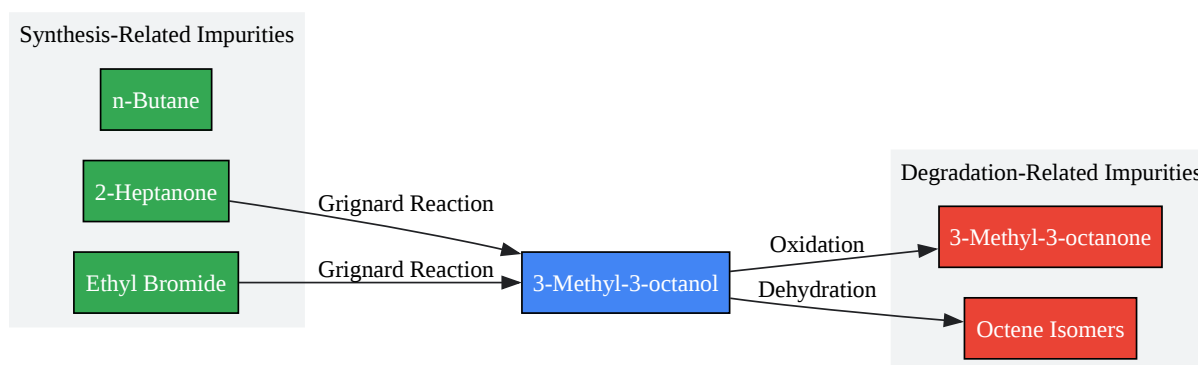 Synthesis-Related Impurities
n-Butane
2-Heptanone
Ethyl Bromide
Grignard Reaction
Grignard Reaction
3-Methyl-3-octanol
Oxidation
Dehydration
Degradation-Related Impurities
3-Methyl-3-octanone
Octene Isomers